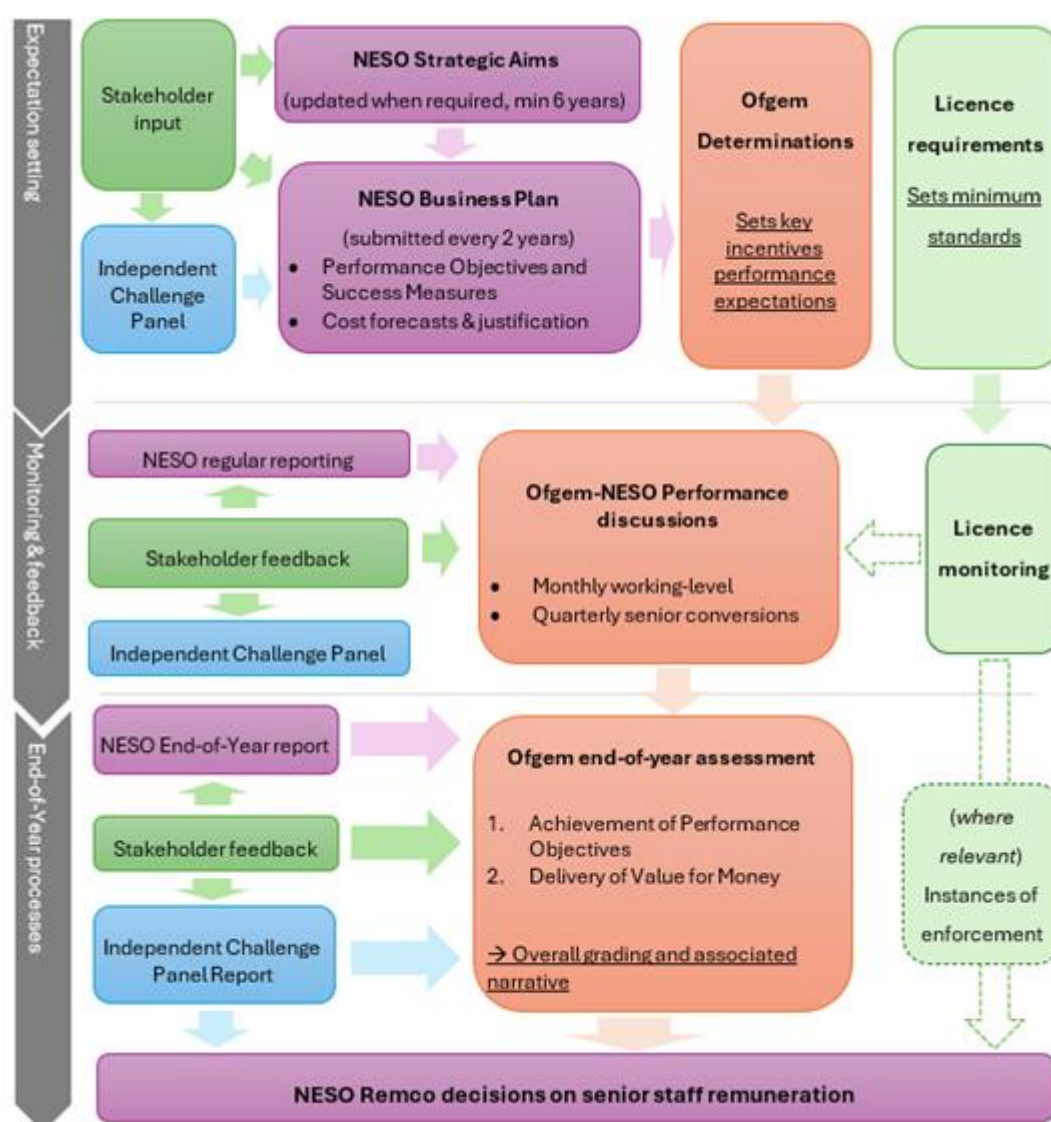 Expectation setting
Stakeholder
input
NESO Strategic Aims
(updated when required, min 6 years)
NESO Business Plan
(submitted every 2 years)
• Performance Objectives and
Success Measures
• Cost forecasts & justification
Independent
Challenge
Panel
Ofgem
Determinations
Sets key
incentives
performance
expectations
Licence
requirements
Sets minimum
standards
Monitoring & feedback
NESO regular reporting
Stakeholder feedback
Independent Challenge Panel
Ofgem-NESO Performance
discussions
• Monthly working-level
• Quarterly senior conversions
Licence
monitoring
End-of-Year processes
NESO End-of-Year report
Stakeholder feedback
Independent Challenge
Panel Report
Ofgem end-of-year assessment
1. Achievement of Performance
Objectives
2. Delivery of Value for Money
→ Overall grading and associated
narrative
(where
relevant)
Instances of
enforcement
NESO Remco decisions on senior staff remuneration